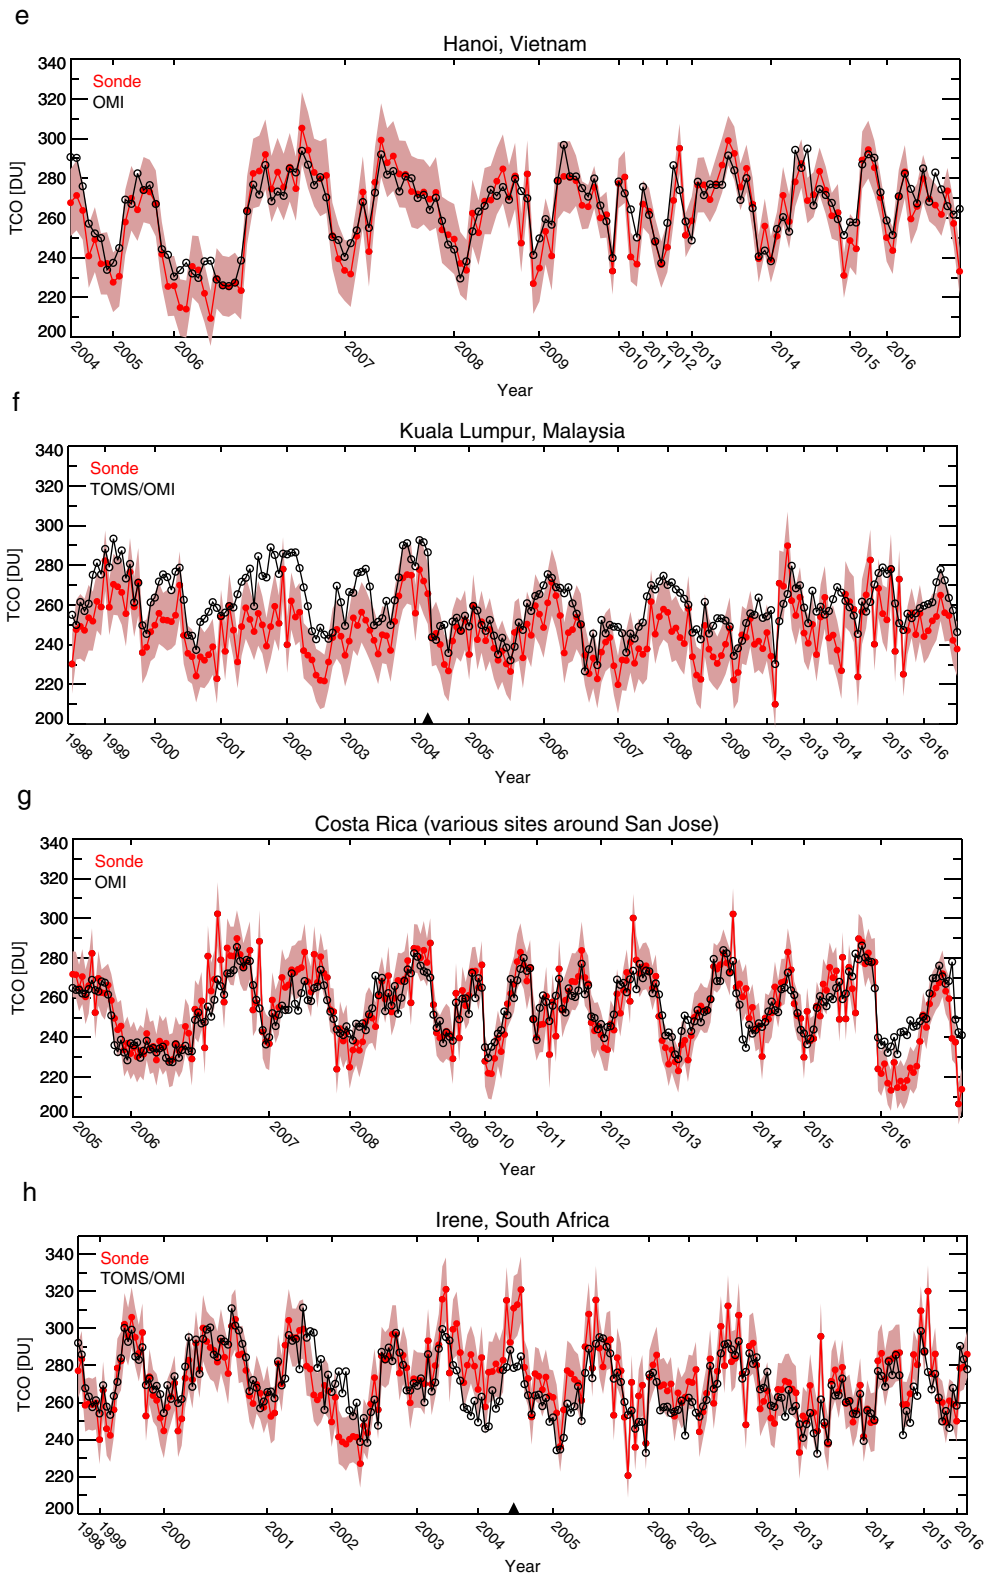 e
Hanoi, Vietnam
340
320
300
280
260
240
220
200
TCO [DU]
Sonde
OMI
2004 2005 2006 2007 2008 2009 2010 2011 2012 2013 2014 2015 2016
Year
f
Kuala Lumpur, Malaysia
340
320
300
280
260
240
220
200
TCO [DU]
Sonde
TOMS/OMI
1998 1999 2000 2001 2002 2003 2004 2005 2006 2007 2008 2009 2012 2013 2014 2015 2016
Year
g
Costa Rica (various sites around San Jose)
340
320
300
280
260
240
220
200
TCO [DU]
Sonde
OMI
2005 2006 2007 2008 2009 2010 2011 2012 2013 2014 2015 2016
Year
h
Irene, South Africa
340
320
300
280
260
240
220
200
TCO [DU]
Sonde
TOMS/OMI
1998 1999 2000 2001 2002 2003 2004 2005 2006 2007 2012 2013 2014 2015 2016
Year